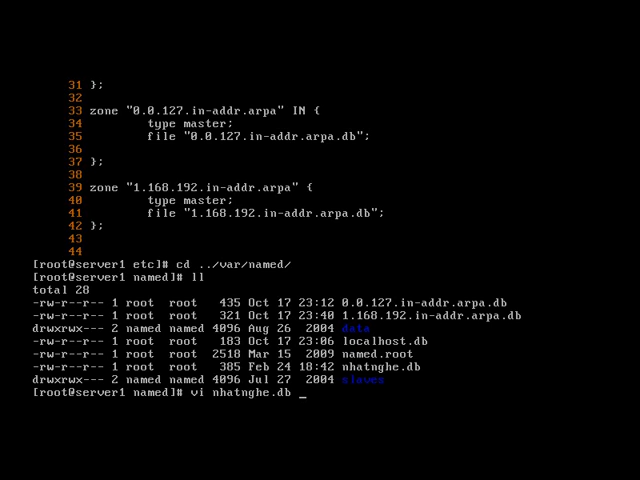 31 };
32
33 zone "0.0.127.in-addr.arpa" IN {
34 type master;
35 file "0.0.127.in-addr.arpa.db";
36
37 };
38
39 zone "1.168.192.in-addr.arpa" {
40 type master;
41 file "1.168.192.in-addr.arpa.db";
42 };
43
44
[root@server1 etc]# cd ../var/named/
[root@server1 named]# ll
total 28
-rw-r--r-- 1 root root 435 Oct 17 23:12 0.0.127.in-addr.arpa.db
-rw-r--r-- 1 root root 321 Oct 17 23:40 1.168.192.in-addr.arpa.db
drwxrwx--- 2 named named 4096 Aug 26 2004 data
-rw-r--r-- 1 root root 183 Oct 17 23:06 localhost.db
-rw-r--r-- 1 root root 2518 Mar 15 2009 named.root
-rw-r--r-- 1 root root 385 Feb 24 18:42 nhatnghe.db
drwxrwx--- 2 named named 4096 Jul 27 2004 slaves
[root@server1 named]# vi nhatnghe.db _